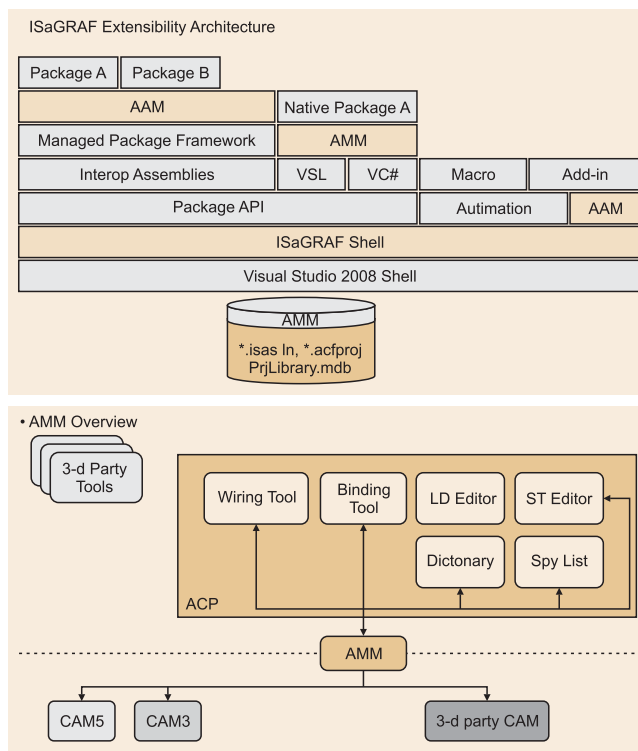 ISaGRAF Extensibility Architecture
Package A
Package B
AAM
Native Package A
Managed Package Framework
AMM
Interop Assemblies
VSL
VC#
Macro
Add-in
Package API
Autimation
AAM
ISaGRAF Shell
Visual Studio 2008 Shell
AMM
*.isas ln, *.acfproj
PrjLibrary.mdb
• AMM Overview
3-d Party
Tools
Wiring Tool
Binding
Tool
LD Editor
ST Editor
Dictonary
Spy List
ACP
AMM
CAM5
CAM3
3-d party CAM